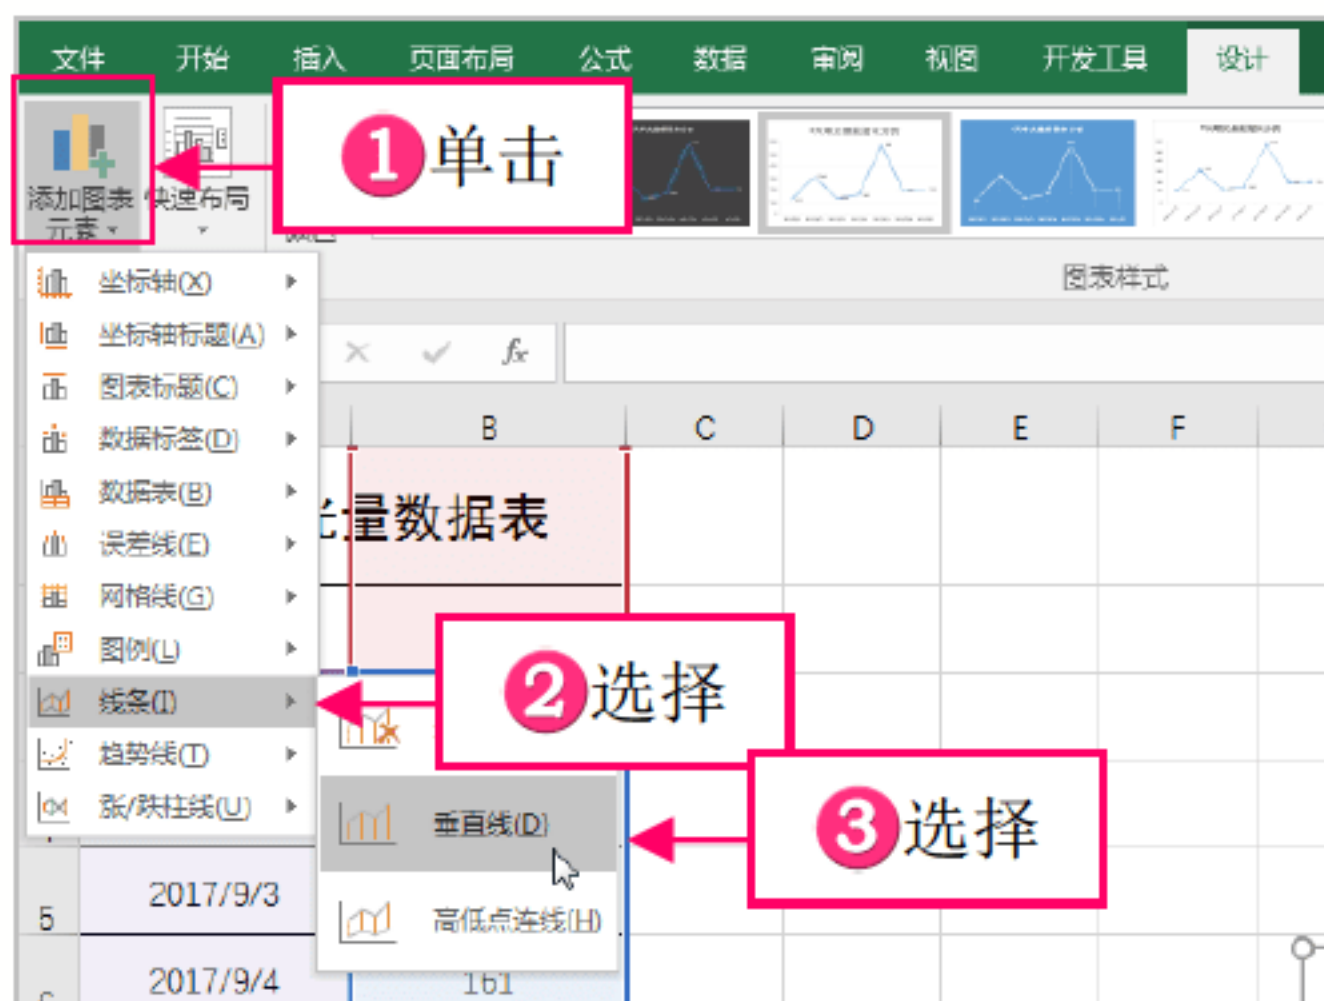 文件 开始 插入 页面布局 公式 数据 审阅 视图 开发工具 设计
添加图表
元素
快速布局
1 单击
图表样式
坐标轴(X)
坐标轴标题(A)
图表标题(C)
数据标签(D)
数据表(B)
误差线(E)
网格线(G)
图例(L)
线条(I)
趋势线(T)
涨/跌柱线(U)
fx
B C D E F
量数据表
2 选择
垂直线(D)
3 选择
高低点连线(H)
5 2017/9/3
2017/9/4 161